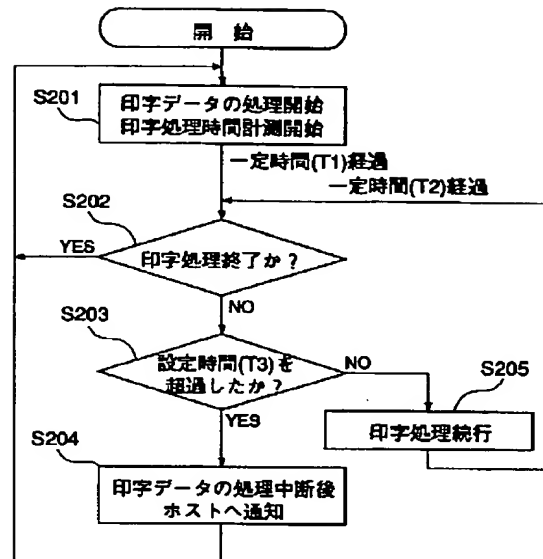 開 始
S201
印字データの処理開始
印字処理時間計測開始
一定時間(T1)経過
一定時間(T2)経過
S202
YES
印字処理終了か？
NO
S203
設定時間(T3)を
超過したか？
NO
S205
YES
印字処理続行
S204
印字データの処理中断後
ホストへ通知